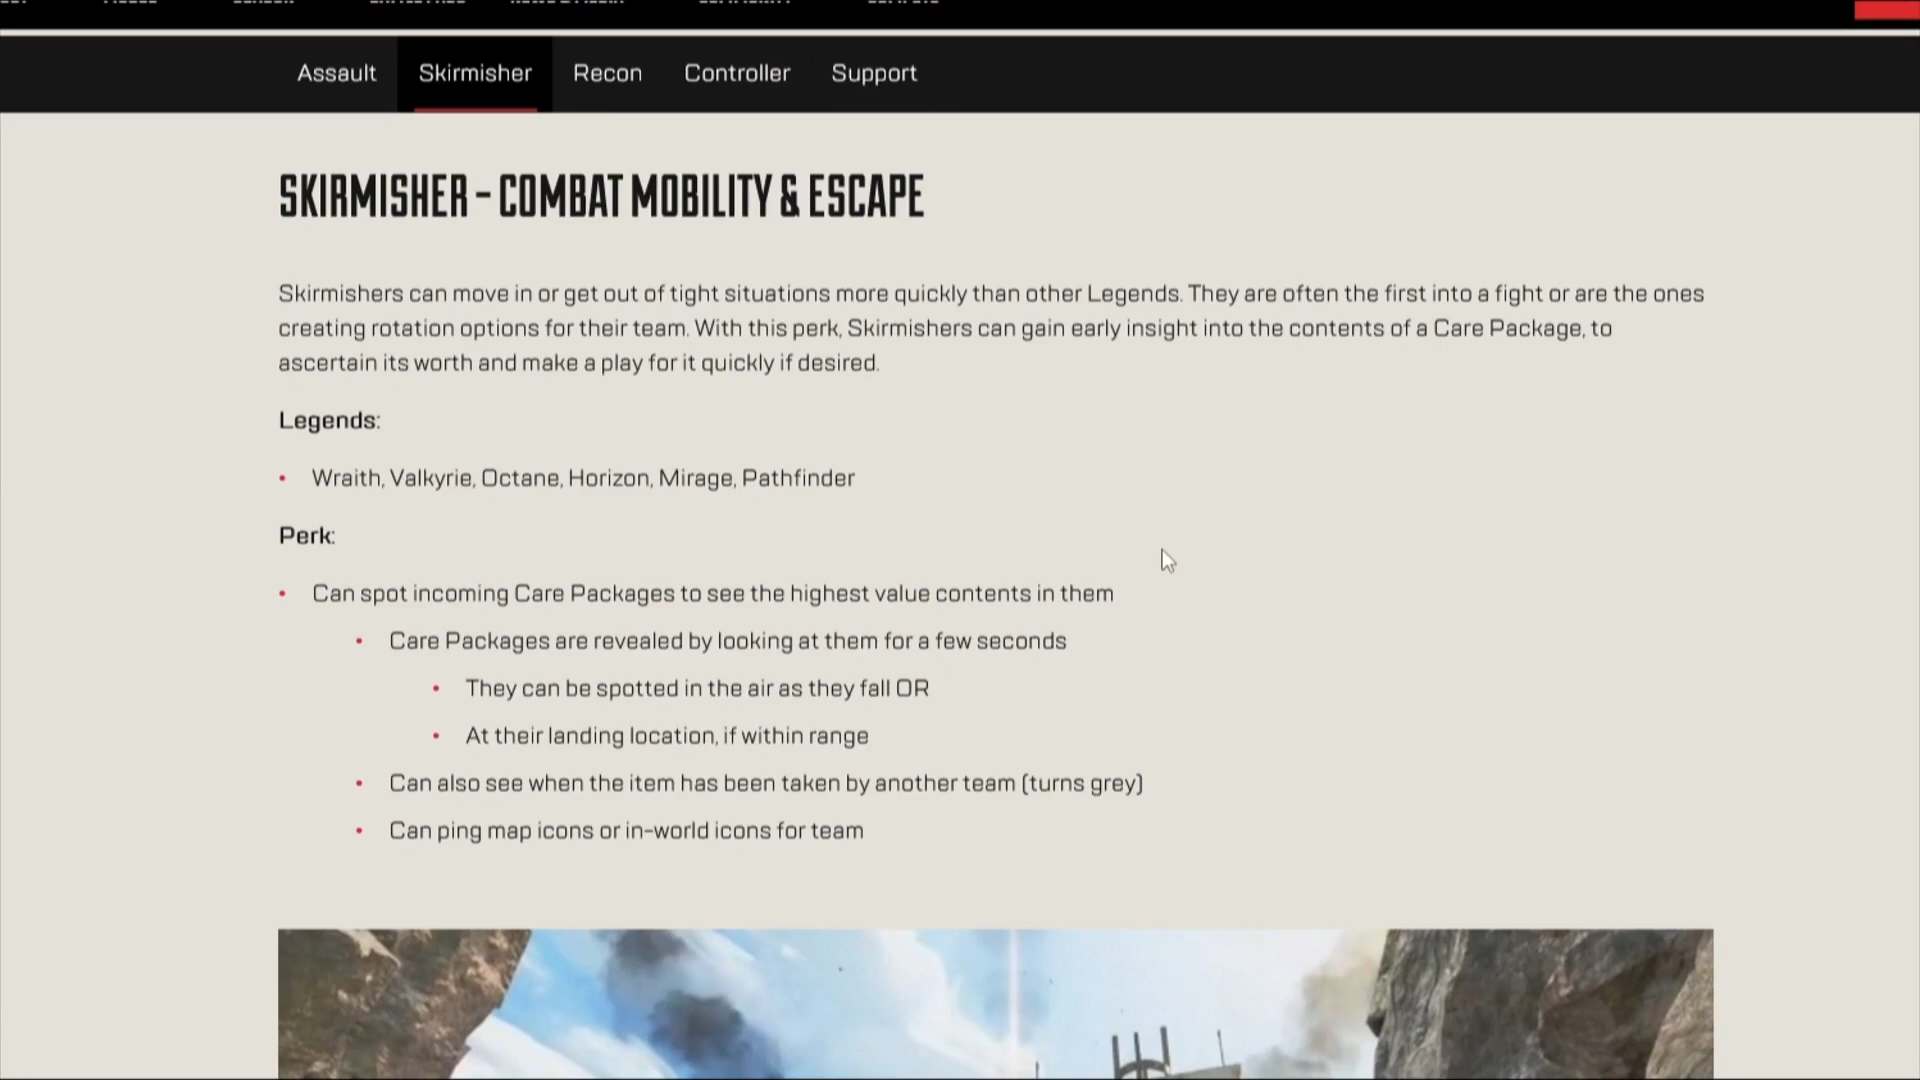 Assault Skirmisher Recon Controller Support
SKIRMISHER – COMBAT MOBILITY & ESCAPE
Skirmishers can move in or get out of tight situations more quickly than other Legends. They are often the first into a fight or are the ones
creating rotation options for their team. With this perk, Skirmishers can gain early insight into the contents of a Care Package, to
ascertain its worth and make a play for it quickly if desired.
Legends:
• Wraith, Valkyrie, Octane, Horizon, Mirage, Pathfinder
Perk:
• Can spot incoming Care Packages to see the highest value contents in them
• Care Packages are revealed by looking at them for a few seconds
• They can be spotted in the air as they fall OR
• At their landing location, if within range
• Can also see when the item has been taken by another team (turns grey)
• Can ping map icons or in-world icons for team